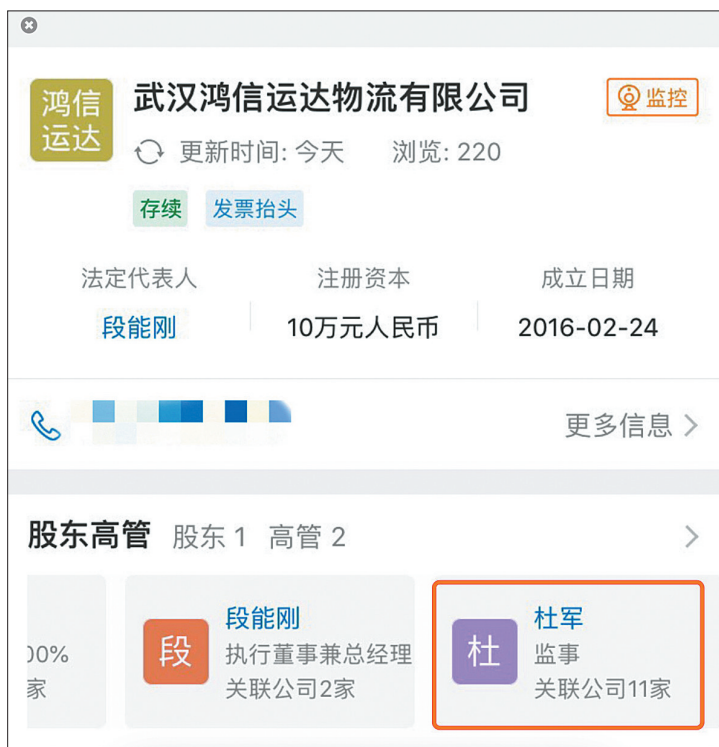 鸿信
运达
武汉鸿信运达物流有限公司
监控
更新时间: 今天 浏览: 220
存续 发票抬头
法定代表人 注册资本 成立日期
段能刚 10万元人民币 2016-02-24
更多信息
股东高管 股东 1 高管 2
00%
家
段
段能刚
执行董事兼总经理
关联公司2家
杜
杜军
监事
关联公司11家